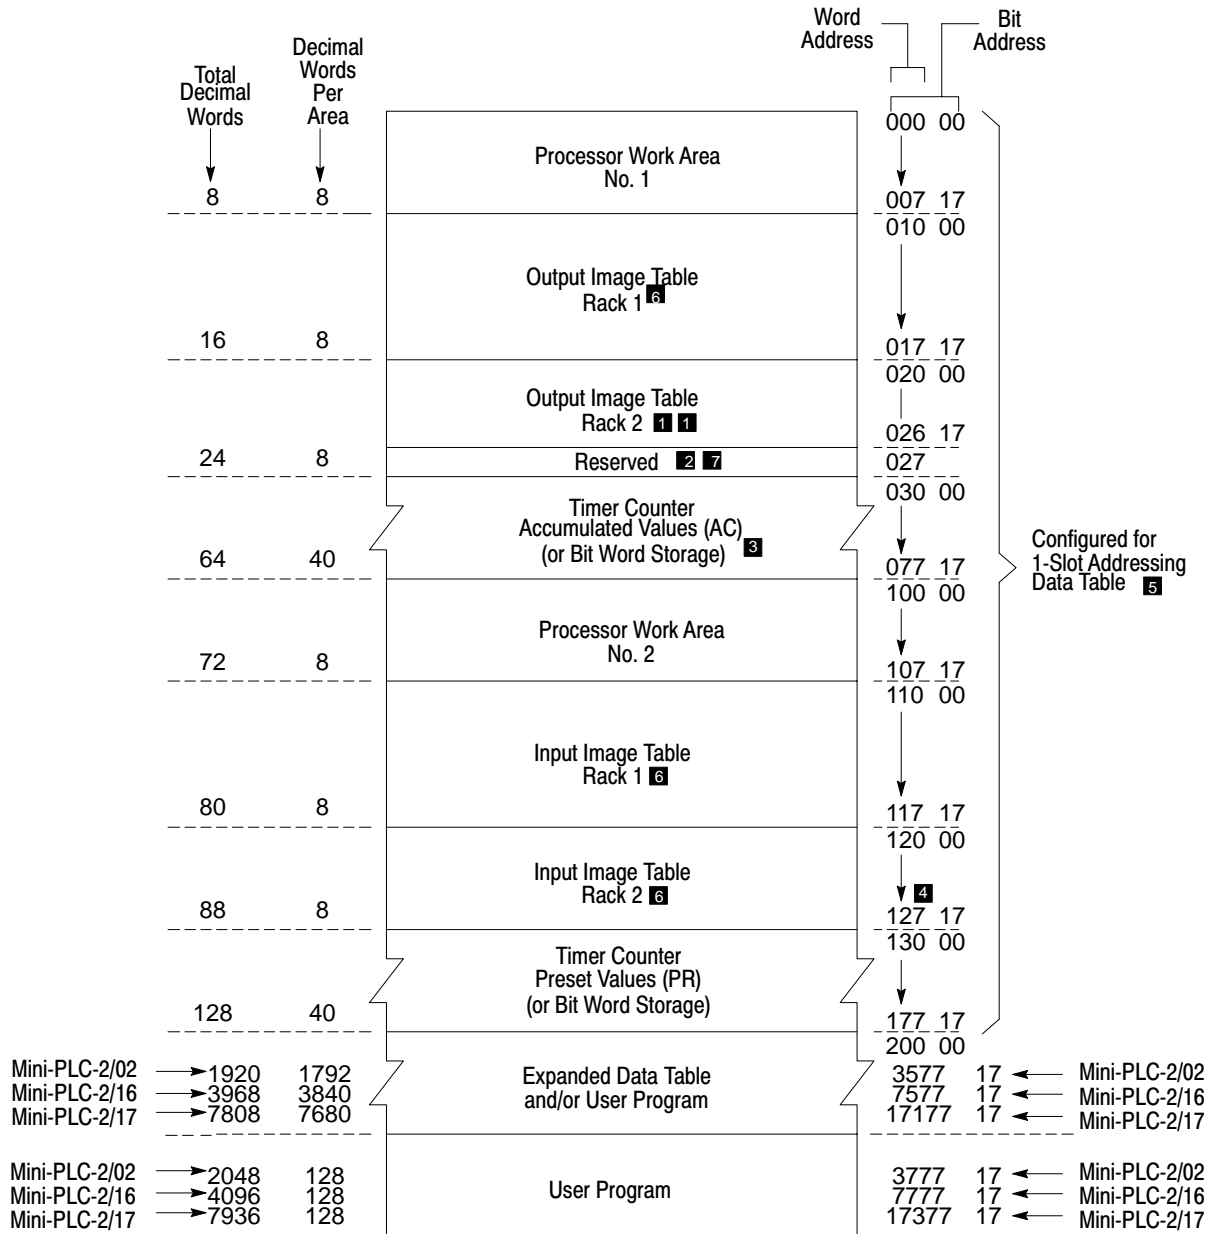 Word
Address
Bit
Address
Total
Decimal
Words
Decimal
Words
Per
Area
000 00
Processor Work Area
No. 1
8 8 007 17
010 00
Output Image Table
Rack 1 6
16 8 017 17
020 00
Output Image Table
Rack 2 1 1
026 17
24 8 Reserved 2 7 027
030 00
Timer Counter
Accumulated Values (AC)
(or Bit Word Storage) 3
64 40 077 17
100 00
Configured for
1-Slot Addressing
Data Table 5
Processor Work Area
No. 2
72 8 107 17
110 00
Input Image Table
Rack 1 6
80 8 117 17
120 00
Input Image Table
Rack 2 6
4
88 8 127 17
130 00
Timer Counter
Preset Values (PR)
(or Bit Word Storage)
128 40 177 17
200 00
Mini-PLC-2/02 1920 1792 3577 17 Mini-PLC-2/02
Mini-PLC-2/16 3968 3840 7577 17 Mini-PLC-2/16
Mini-PLC-2/17 7808 7680 17177 17 Mini-PLC-2/17
Expanded Data Table
and/or User Program
Mini-PLC-2/02 2048 128 3777 17 Mini-PLC-2/02
Mini-PLC-2/16 4096 128 7777 17 Mini-PLC-2/16
Mini-PLC-2/17 7936 128 17377 17 Mini-PLC-2/17
User Program